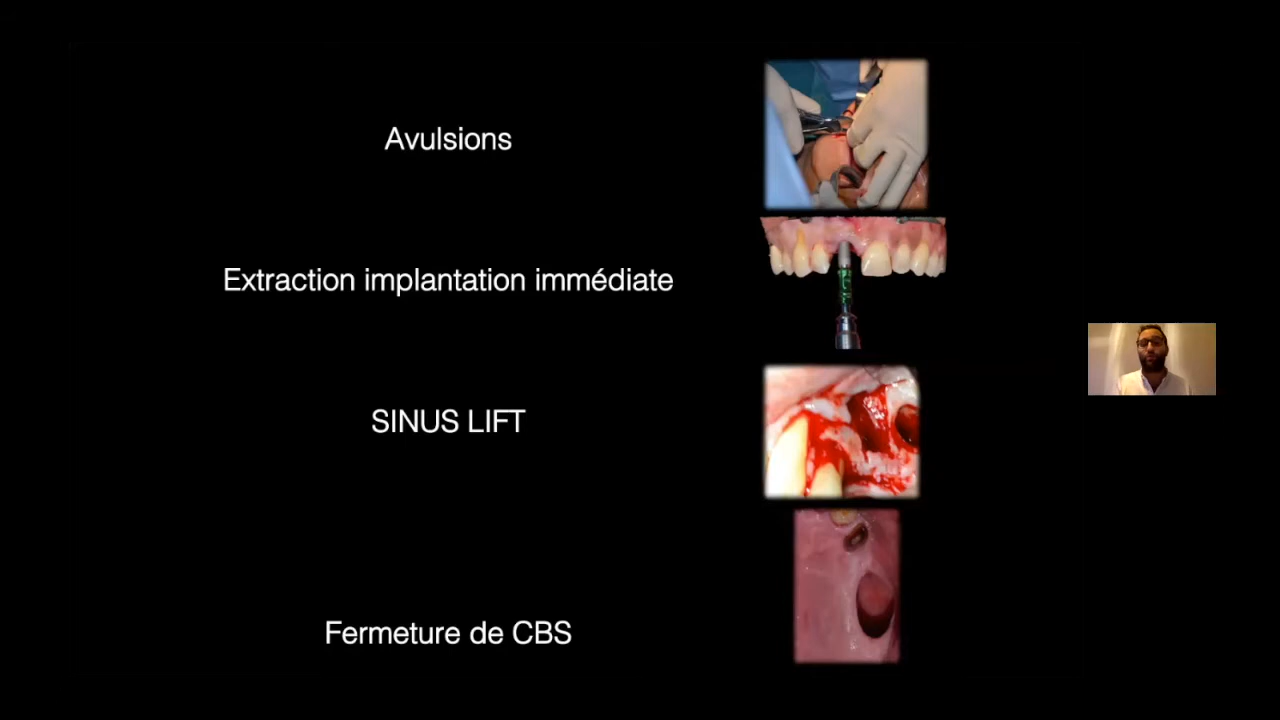 Avulsions
Extraction implantation immédiate
SINUS LIFT
Fermeture de CBS